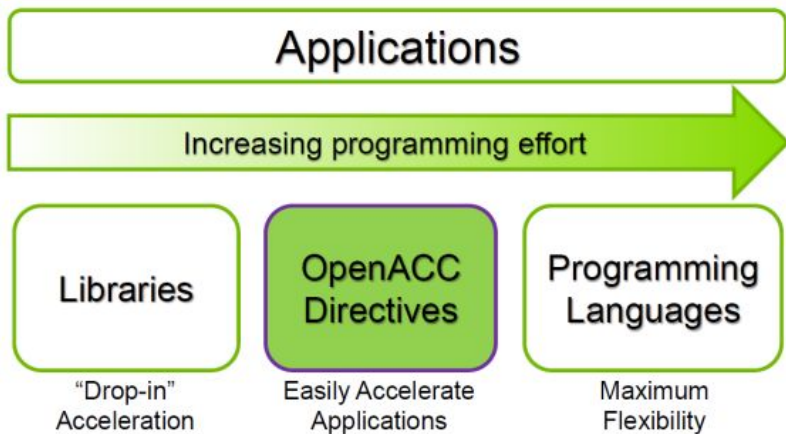 Applications
Increasing programming effort
Libraries
OpenACC
Directives
Programming
Languages
“Drop-in”
Acceleration
Easily Accelerate
Applications
Maximum
Flexibility